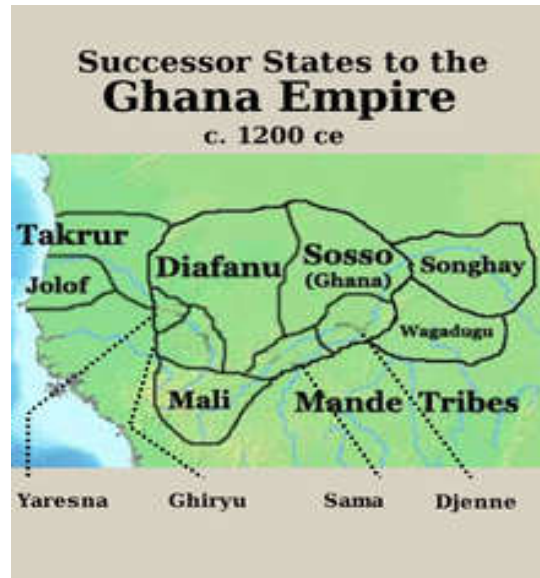 Successor States to the
Ghana Empire
c. 1200 ce
Takrur
Jolof
Diafanu
Sosso
(Ghana)
Songhay
Wagadugu
Mali
Mande Tribes
Yaresna
Ghiryu
Sama
Djenne